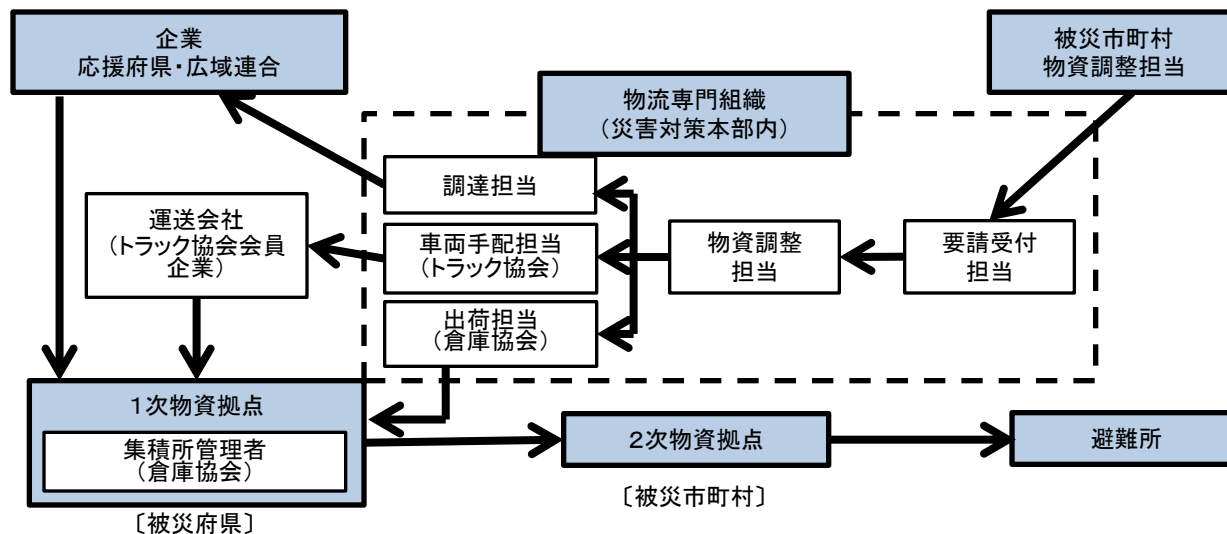 企業
応援府県・広域連合
被災市町村
物資調整担当
物流専門組織
（災害対策本部内）
調達担当
運送会社
（トラック協会会員
企業）
車両手配担当
（トラック協会）
物資調整
担当
要請受付
担当
出荷担当
（倉庫協会）
１次物資拠点
集積所管理者
（倉庫協会）
２次物資拠点
避難所
〔被災府県〕
〔被災市町村〕